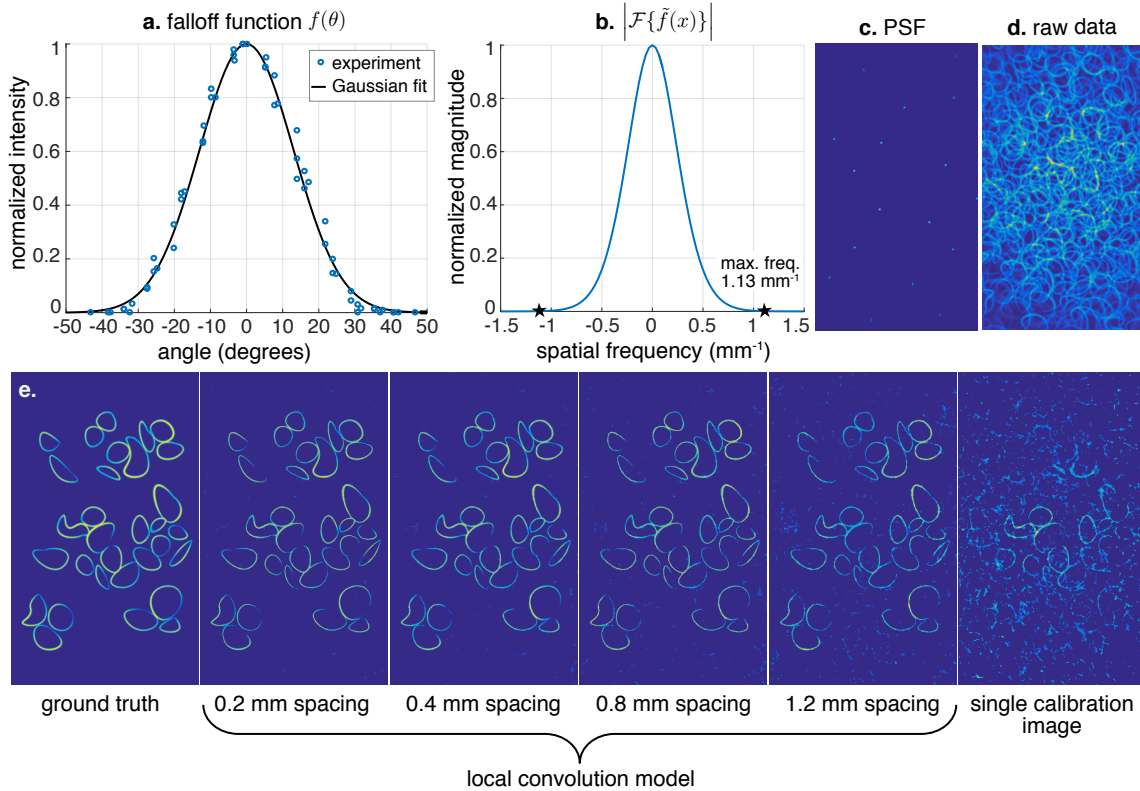 a. falloff function f(θ)
1
0.8
0.6
0.4
0.2
0
normalized intensity
experiment
Gaussian fit
-50 -40 -30 -20 -10 0 10 20 30 40 50
angle (degrees)
b. |F{f̃(x)}|
1
0.8
0.6
0.4
0.2
0
normalized magnitude
max. freq.
1.13 mm⁻¹
-1.5 -1 -0.5 0 0.5 1 1.5
spatial frequency (mm⁻¹)
c. PSF
d. raw data
e.
ground truth
0.2 mm spacing
0.4 mm spacing
0.8 mm spacing
1.2 mm spacing
single calibration
image
local convolution model